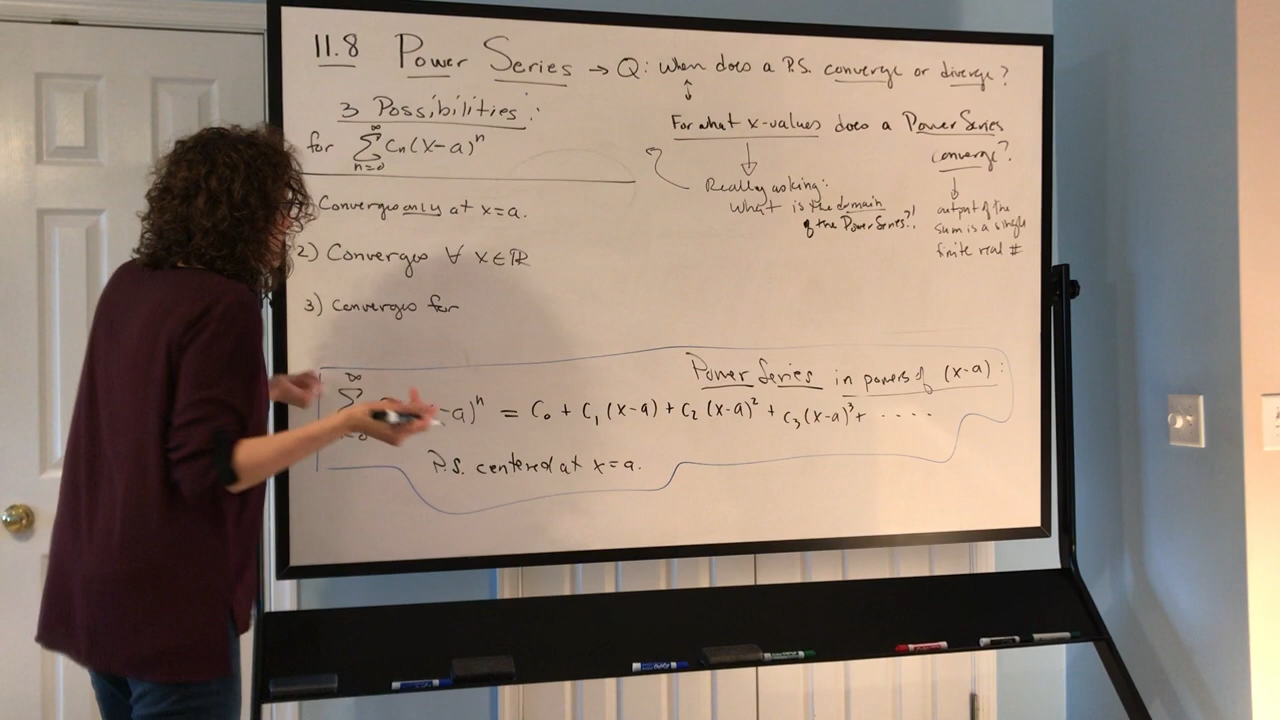 11.8 Power Series → Q: When does a P.S. converge or diverge?
↕
3 Possibilities:
for ∞ Σ n=0 Cn(x-a)^n
Converges only at x=a.
2) Converges ∀ x∈ℝ
3) Converges for
For what x-values does a Power Series
converge?
Really asking:
What is the domain
of the Power Series?!
output of the
sum is a single
finite real #
Power Series in powers of (x-a):
∞ Σ -a)^n = C0 + C1(x-a) + C2(x-a)^2 + C3(x-a)^3 + ....
P.S. centered at x=a.